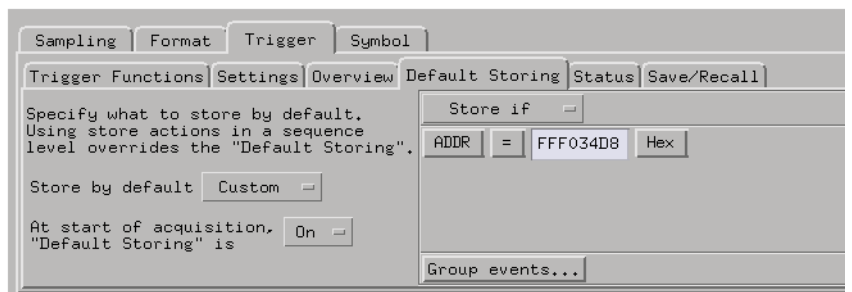 Sampling Format Trigger Symbol
Trigger Functions Settings Overview Default Storing Status Save/Recall
Specify what to store by default.
Using store actions in a sequence
level overrides the "Default Storing".
Store by default Custom
At start of acquisition,
"Default Storing" is On
Store if
ADDR = FFF034D8 Hex
Group events...